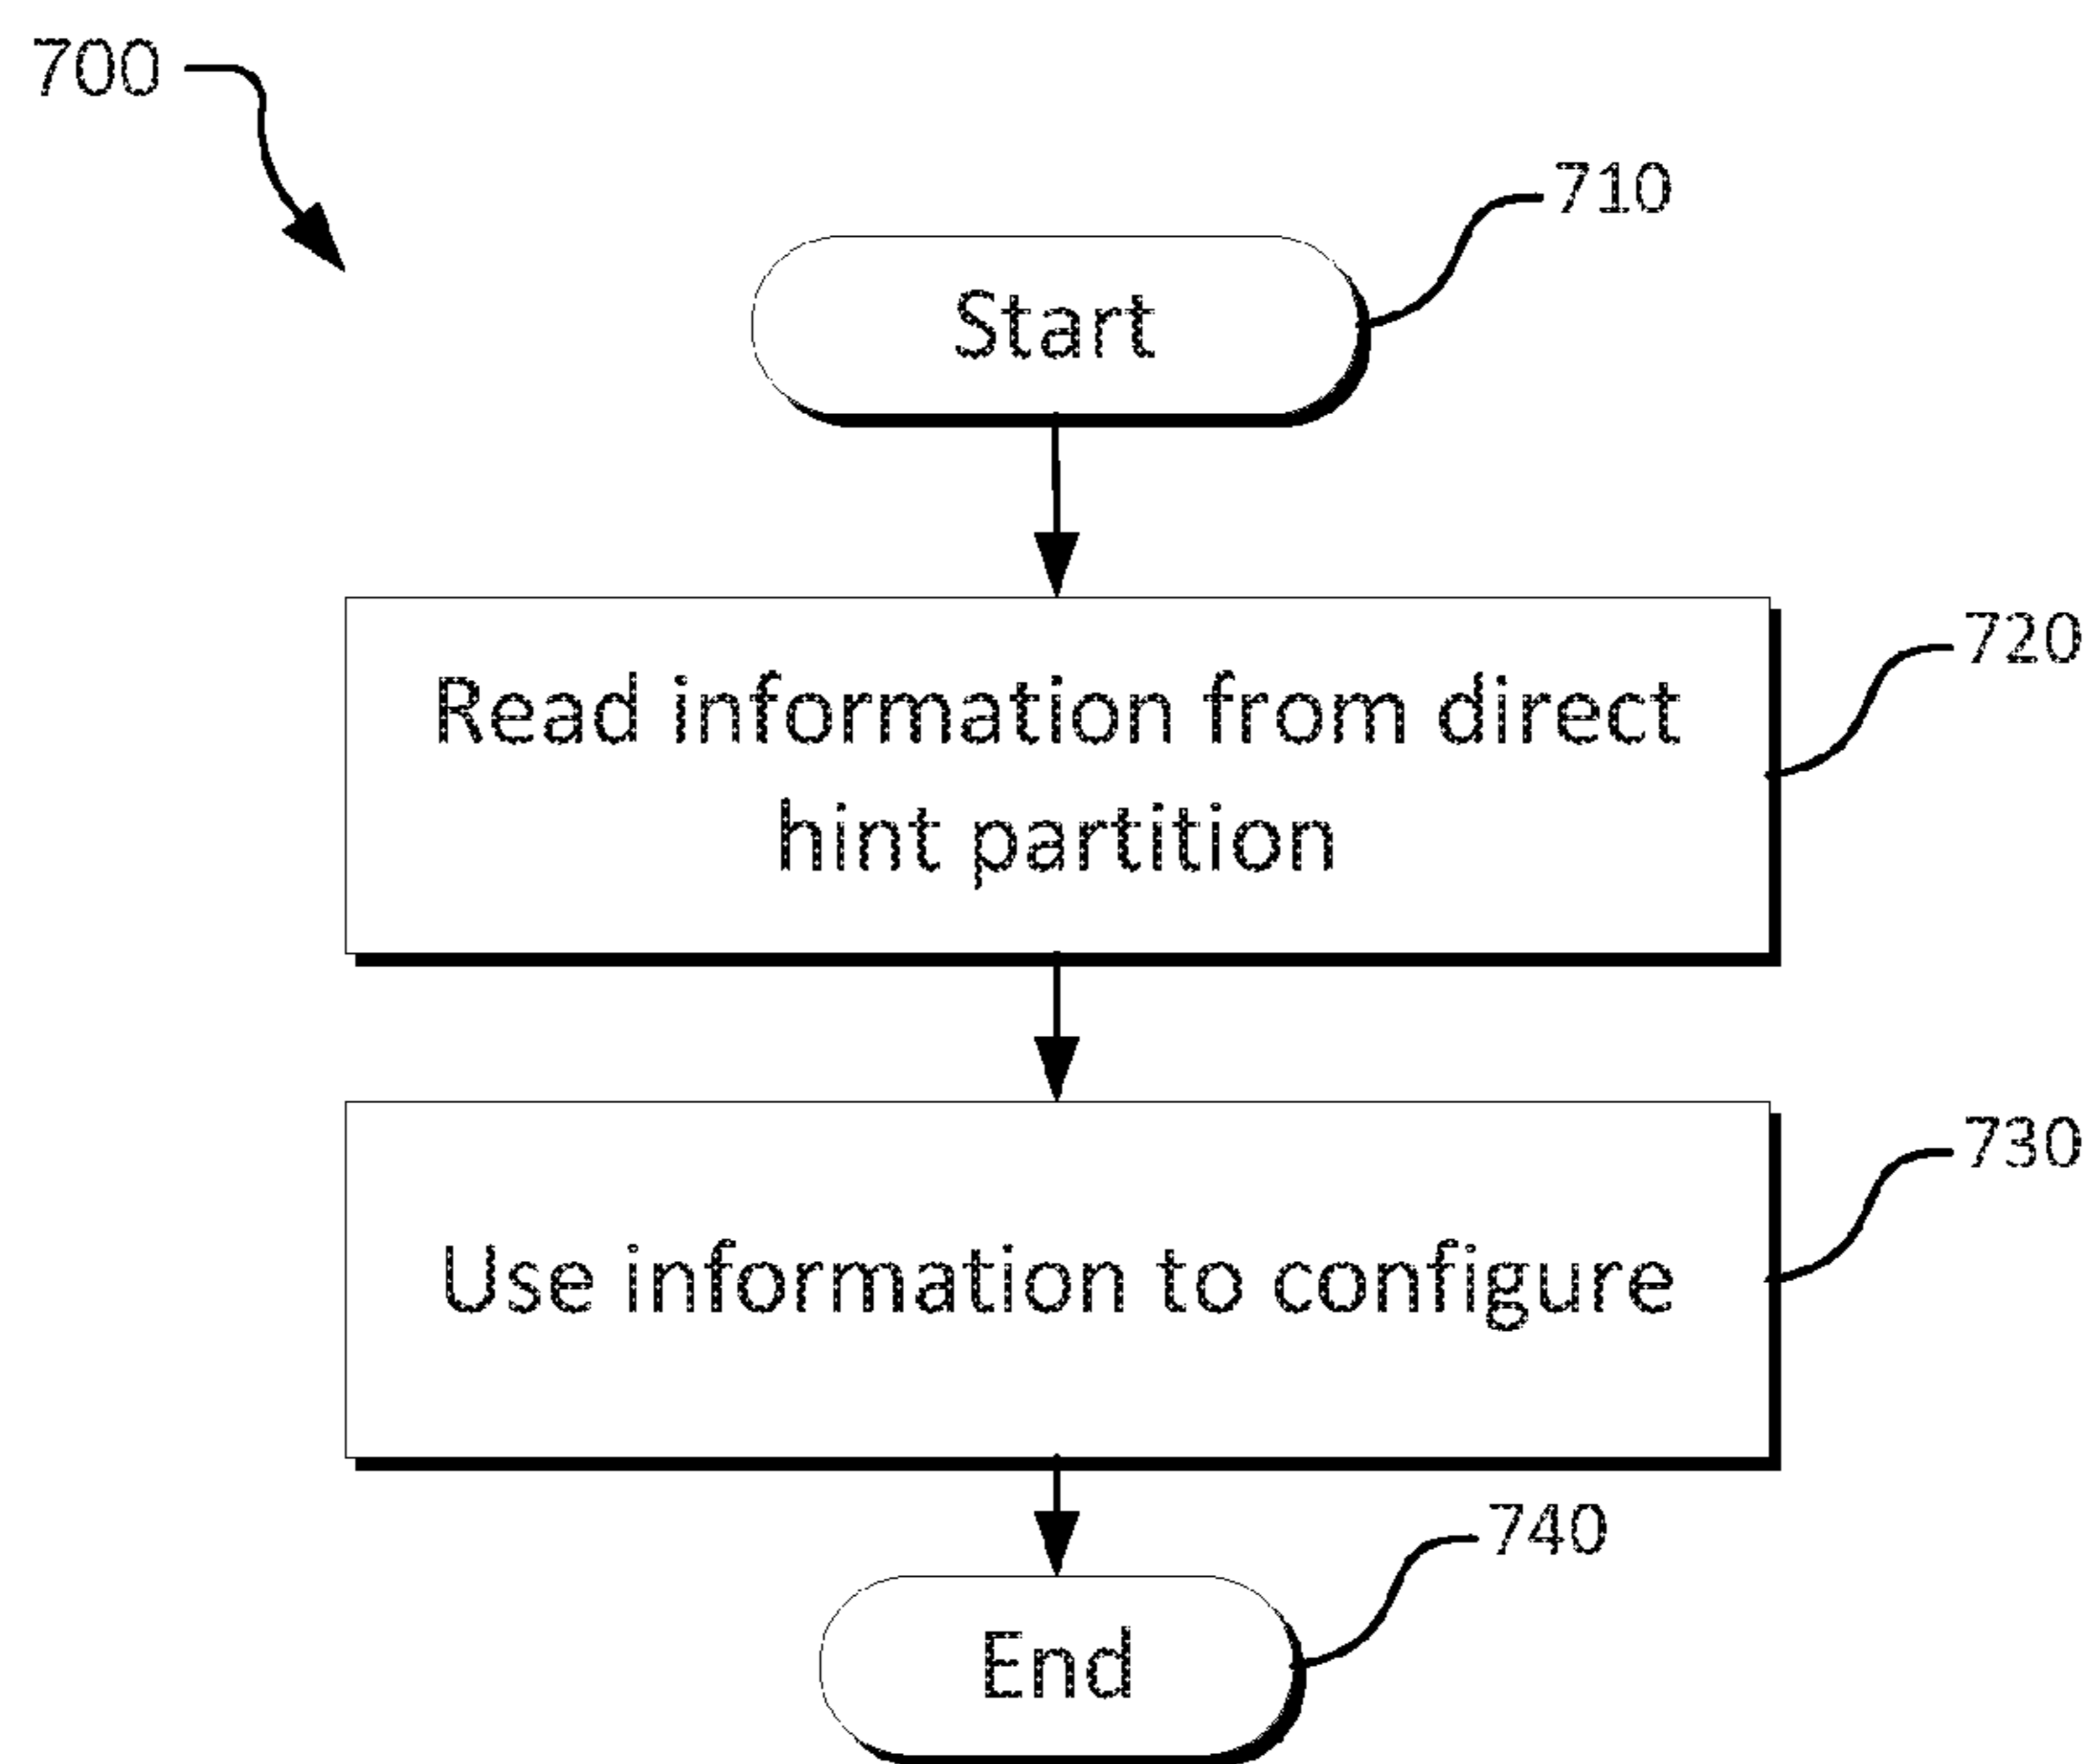 700
710
Start
720
Read information from direct
hint partition
730
Use information to configure
740
End